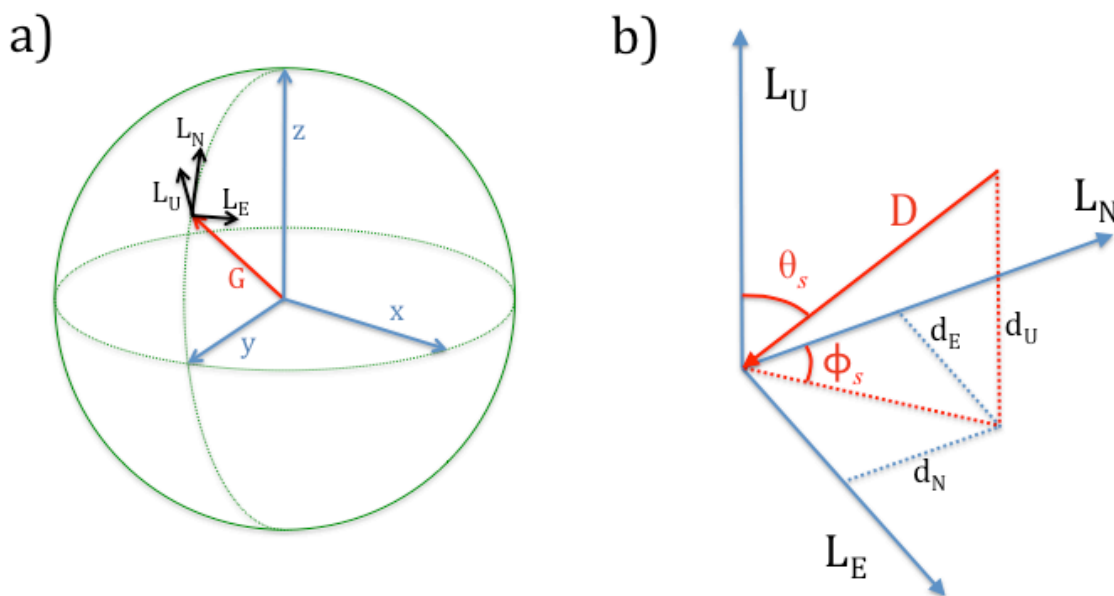 a)
z
L_N
L_U
L_E
G
x
y
b)
L_U
D
L_N
θ_s
d_E
d_U
ϕ_s
d_N
L_E